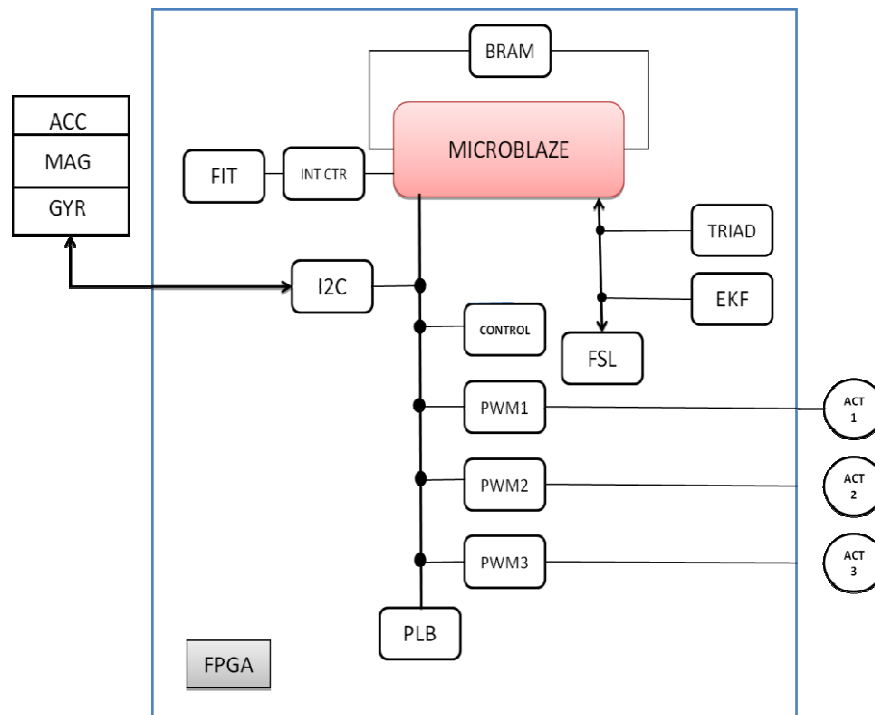 BRAM
ACC
MAG
GYR
MICROBLAZE
FIT
INT CTR
TRIAD
I2C
EKF
CONTROL
FSL
PWM1
ACT
1
PWM2
ACT
2
PWM3
ACT
3
PLB
FPGA